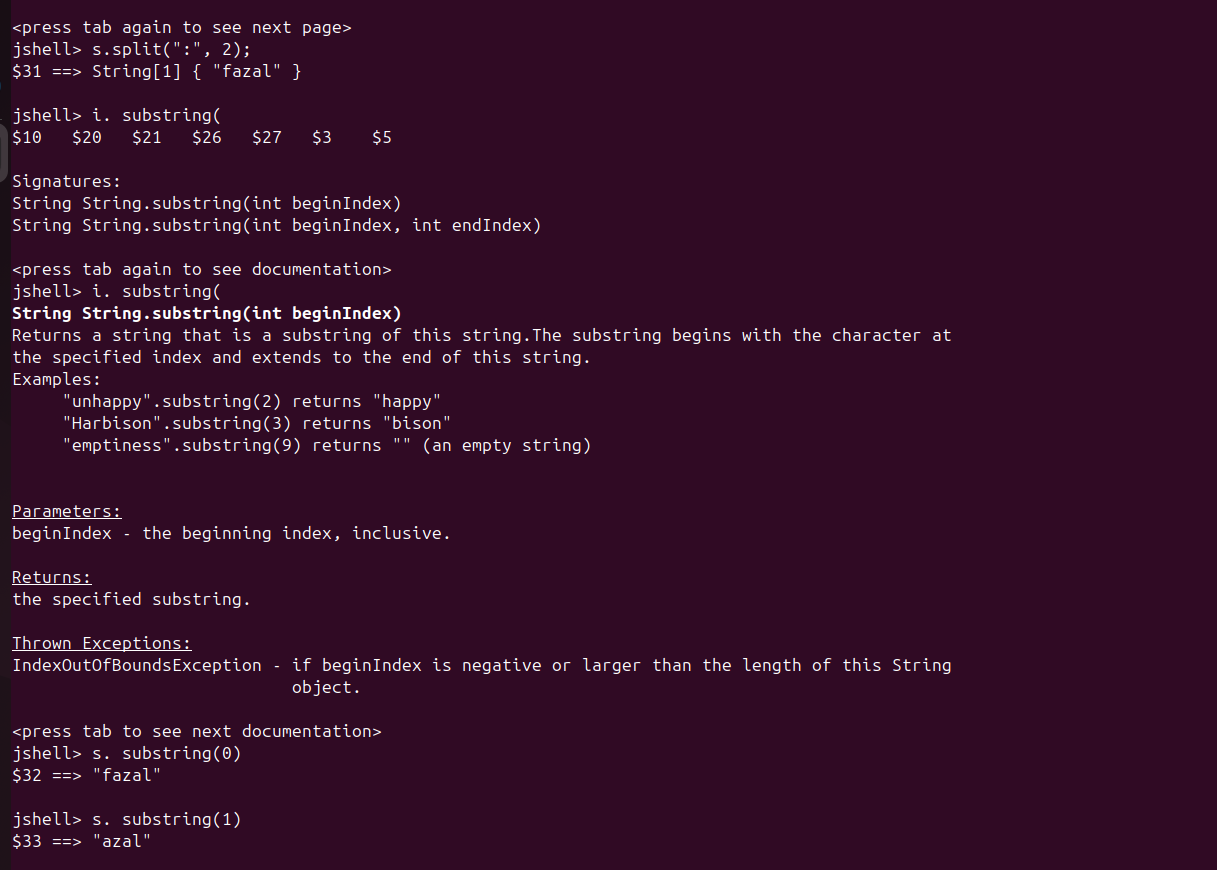 <press tab again to see next page>
jshell> s.split(":", 2);
$31 ==> String[1] { "fazal" }
jshell> i. substring(
$10   $20   $21   $26   $27   $3    $5
Signatures:
String String.substring(int beginIndex)
String String.substring(int beginIndex, int endIndex)
<press tab again to see documentation>
jshell> i. substring(
String String.substring(int beginIndex)
Returns a string that is a substring of this string.The substring begins with the character at
the specified index and extends to the end of this string.
Examples:
     "unhappy".substring(2) returns "happy"
     "Harbison".substring(3) returns "bison"
     "emptiness".substring(9) returns "" (an empty string)
Parameters:
beginIndex - the beginning index, inclusive.
Returns:
the specified substring.
Thrown Exceptions:
IndexOutOfBoundsException - if beginIndex is negative or larger than the length of this String
                            object.
<press tab to see next documentation>
jshell> s. substring(0)
$32 ==> "fazal"
jshell> s. substring(1)
$33 ==> "azal"